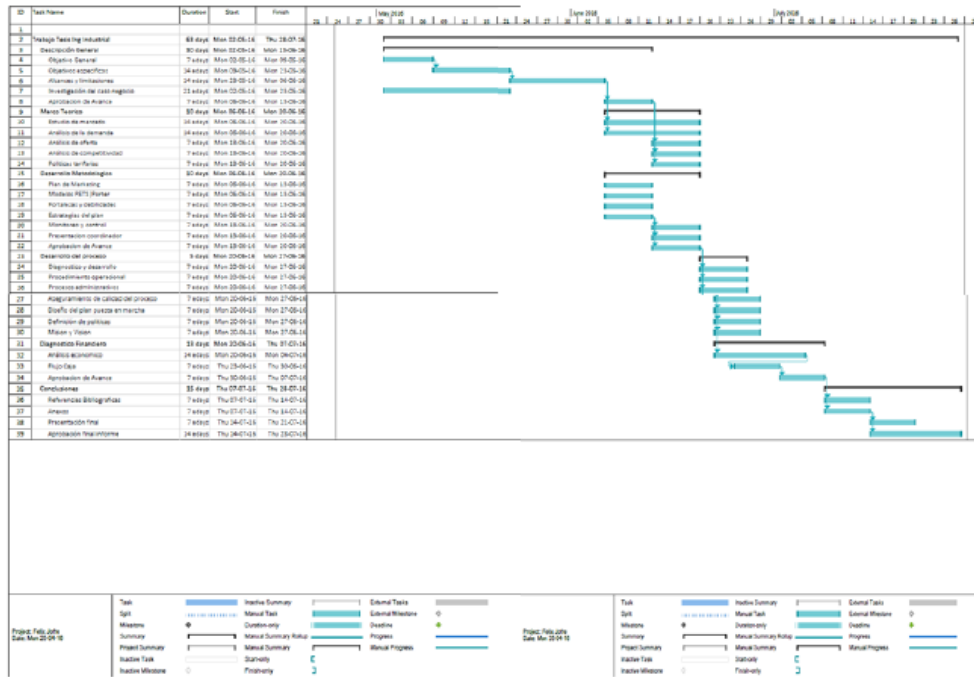 ID Task Name Duration Start Finish May 2016 June 2016 July 2016
1
2 Trabajo Testing Industrial 63 days Mon 02-05-16 Thu 28-07-16
3 Descripción General 30 days Mon 02-05-16 Mon 13-06-16
4 Objetivo General 7 edays Mon 02-05-16 Mon 09-05-16
5 Objetivos especificos 14 edays Mon 09-05-16 Mon 23-05-16
6 Alcances y limitaciones 14 edays Mon 23-05-16 Mon 06-06-16
7 Investigación del caso negocio 21 edays Mon 02-05-16 Mon 23-05-16
8 Aprobacion de Avance 7 edays Mon 06-06-16 Mon 13-06-16
9 Marco Teorico 10 days Mon 06-06-16 Mon 20-06-16
10 Estudio de mercado 14 edays Mon 06-06-16 Mon 20-06-16
11 Análisis de la demanda 14 edays Mon 06-06-16 Mon 20-06-16
12 Análisis de oferta 7 edays Mon 13-06-16 Mon 20-06-16
13 Análisis de competitividad 7 edays Mon 13-06-16 Mon 20-06-16
14 Politicas tarifarias 7 edays Mon 13-06-16 Mon 20-06-16
15 Desarrollo Metodologico 10 days Mon 06-06-16 Mon 20-06-16
16 Plan de Marketing 7 edays Mon 06-06-16 Mon 13-06-16
17 Modelos PETS /Porter 7 edays Mon 06-06-16 Mon 13-06-16
18 Fortalezas y debilidades 7 edays Mon 06-06-16 Mon 13-06-16
19 Estrategias del plan 7 edays Mon 06-06-16 Mon 13-06-16
20 Monitoreo y control 7 edays Mon 13-06-16 Mon 20-06-16
21 Presentacion coordinador 7 edays Mon 13-06-16 Mon 20-06-16
22 Aprobacion de Avance 7 edays Mon 13-06-16 Mon 20-06-16
23 Desarrollo del proceso 5 days Mon 20-06-16 Mon 27-06-16
24 Diagnostico y desarrollo 7 edays Mon 20-06-16 Mon 27-06-16
25 Procedimiento operacional 7 edays Mon 20-06-16 Mon 27-06-16
26 Procesos administrativos 7 edays Mon 20-06-16 Mon 27-06-16
27 Aseguramiento de calidad del proceso 7 edays Mon 20-06-16 Mon 27-06-16
28 Diseño del plan puesta en marcha 7 edays Mon 20-06-16 Mon 27-06-16
29 Definición de politicas 7 edays Mon 20-06-16 Mon 27-06-16
30 Mision y Vision 7 edays Mon 20-06-16 Mon 27-06-16
31 Diagnostico Financiero 13 days Mon 20-06-16 Thu 07-07-16
32 Análisis economico 14 edays Mon 20-06-16 Mon 04-07-16
33 Flujo Caja 7 edays Thu 23-06-16 Thu 30-06-16
34 Aprobacion de Avance 7 edays Thu 30-06-16 Thu 07-07-16
35 Conclusiones 15 days Thu 07-07-16 Thu 28-07-16
36 Referencias Bibliograficas 7 edays Thu 07-07-16 Thu 14-07-16
37 Anexos 7 edays Thu 07-07-16 Thu 14-07-16
38 Presentación final 7 edays Thu 14-07-16 Thu 21-07-16
39 Aprobación final informe 14 edays Thu 14-07-16 Thu 28-07-16
Project: Felix Jofre
Task Inactive Summary External Tasks
Split Manual Task External Milestone
Milestone Duration-only Deadline
Summary Manual Summary Rollup Progress
Project Summary Manual Summary Manual Progress
Inactive Task Start-only
Inactive Milestone Finish-only
Project: Felix Jofre
Task Inactive Summary External Tasks
Split Manual Task External Milestone
Milestone Duration-only Deadline
Summary Manual Summary Rollup Progress
Project Summary Manual Summary Manual Progress
Inactive Task Start-only
Inactive Milestone Finish-only